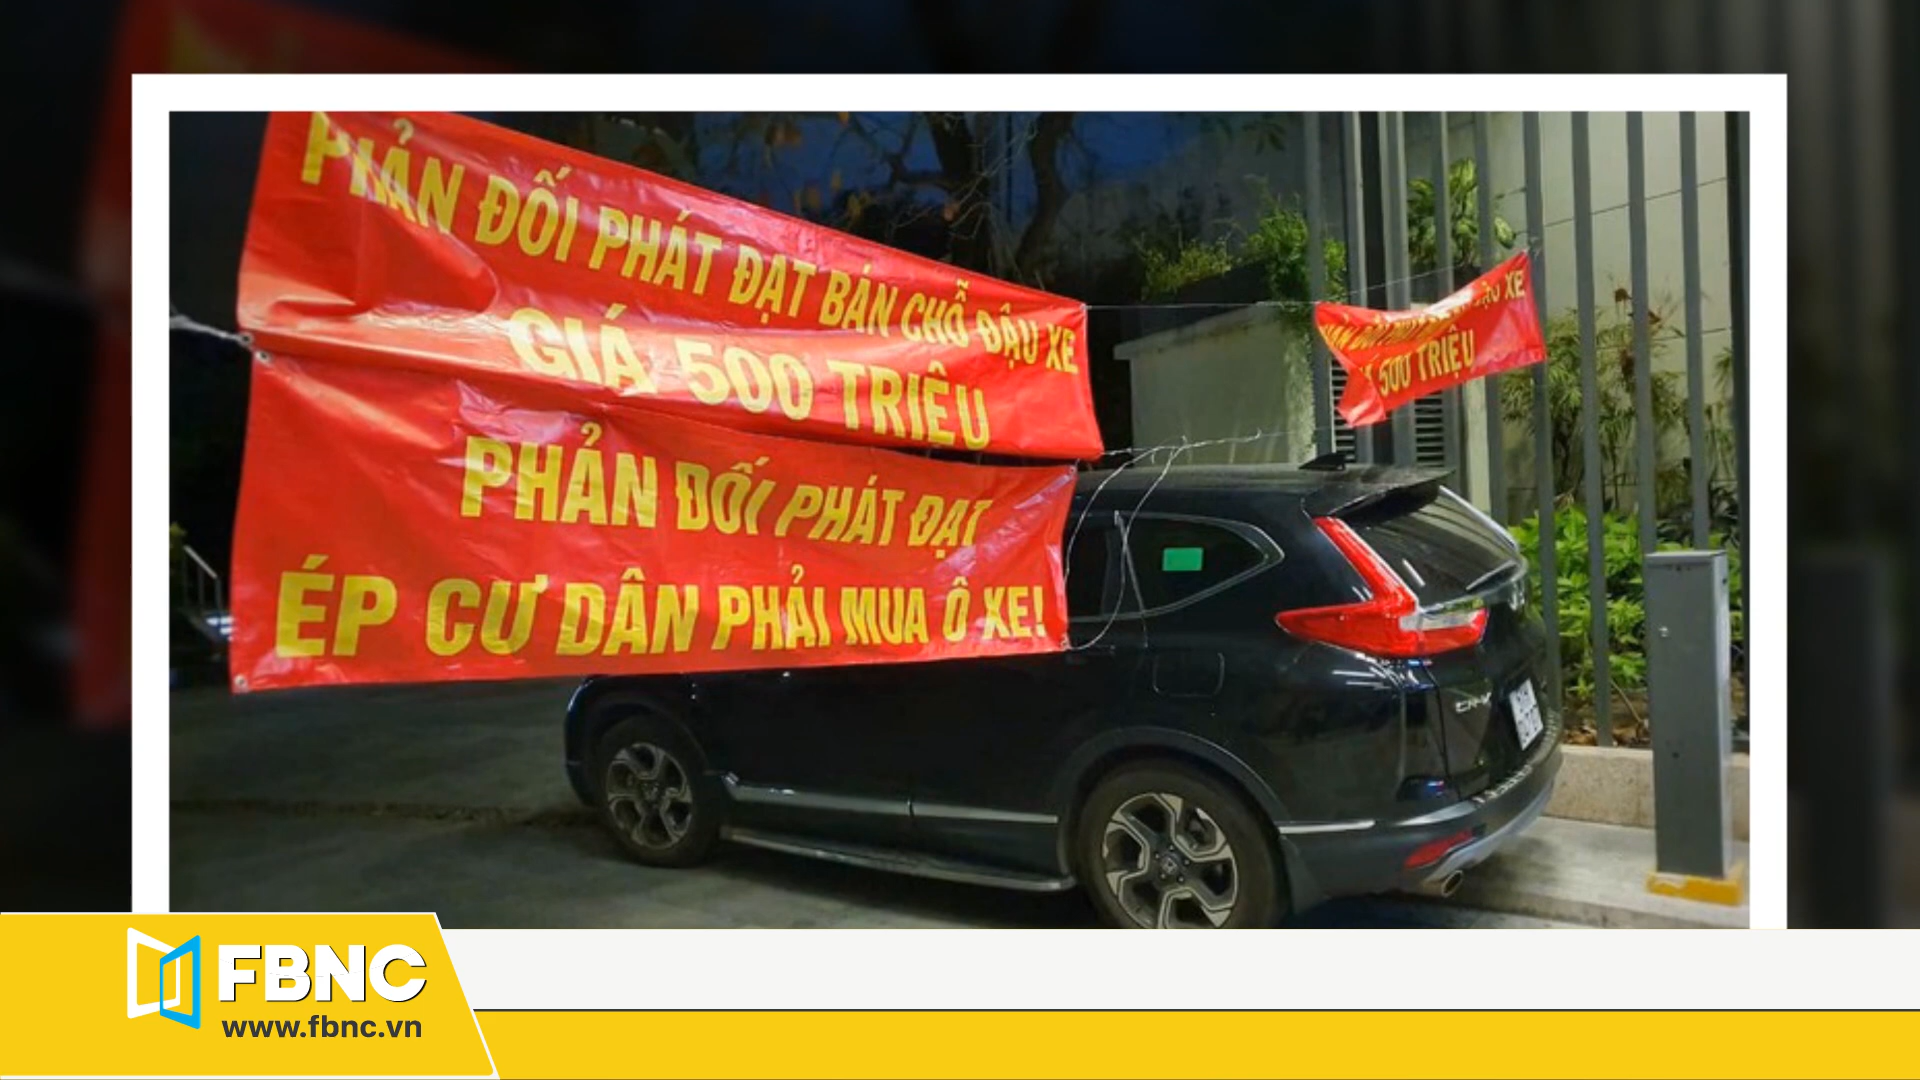 PHẢN ĐỐI PHÁT ĐẠT BÁN CHỖ ĐẬU XE
GIÁ 500 TRIỆU
PHẢN ĐỐI PHÁT ĐẠT
ÉP CƯ DÂN PHẢI MUA Ô XE!
ĐẬU XE
500 TRIỆU
CR-V
FBNC
www.fbnc.vn